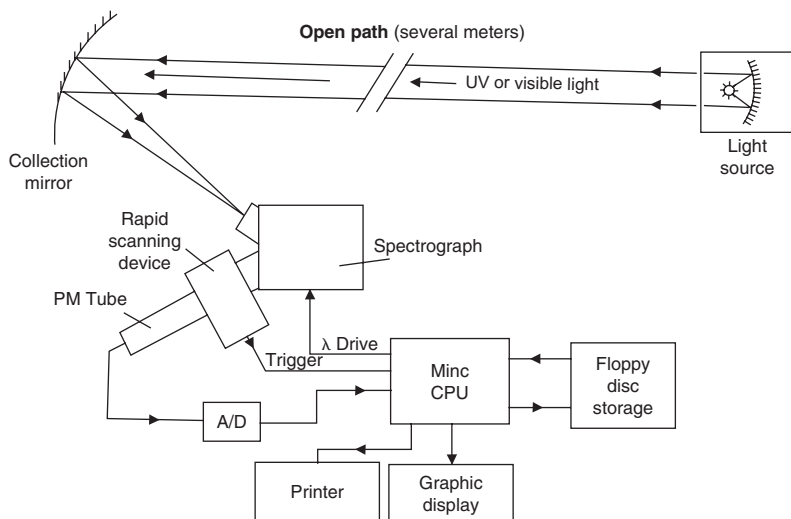 Open path (several meters)
UV or visible light
Light
source
Collection
mirror
Rapid
scanning
device
Spectrograph
PM Tube
λ Drive
Trigger
Minc
CPU
Floppy
disc
storage
A/D
Printer
Graphic
display